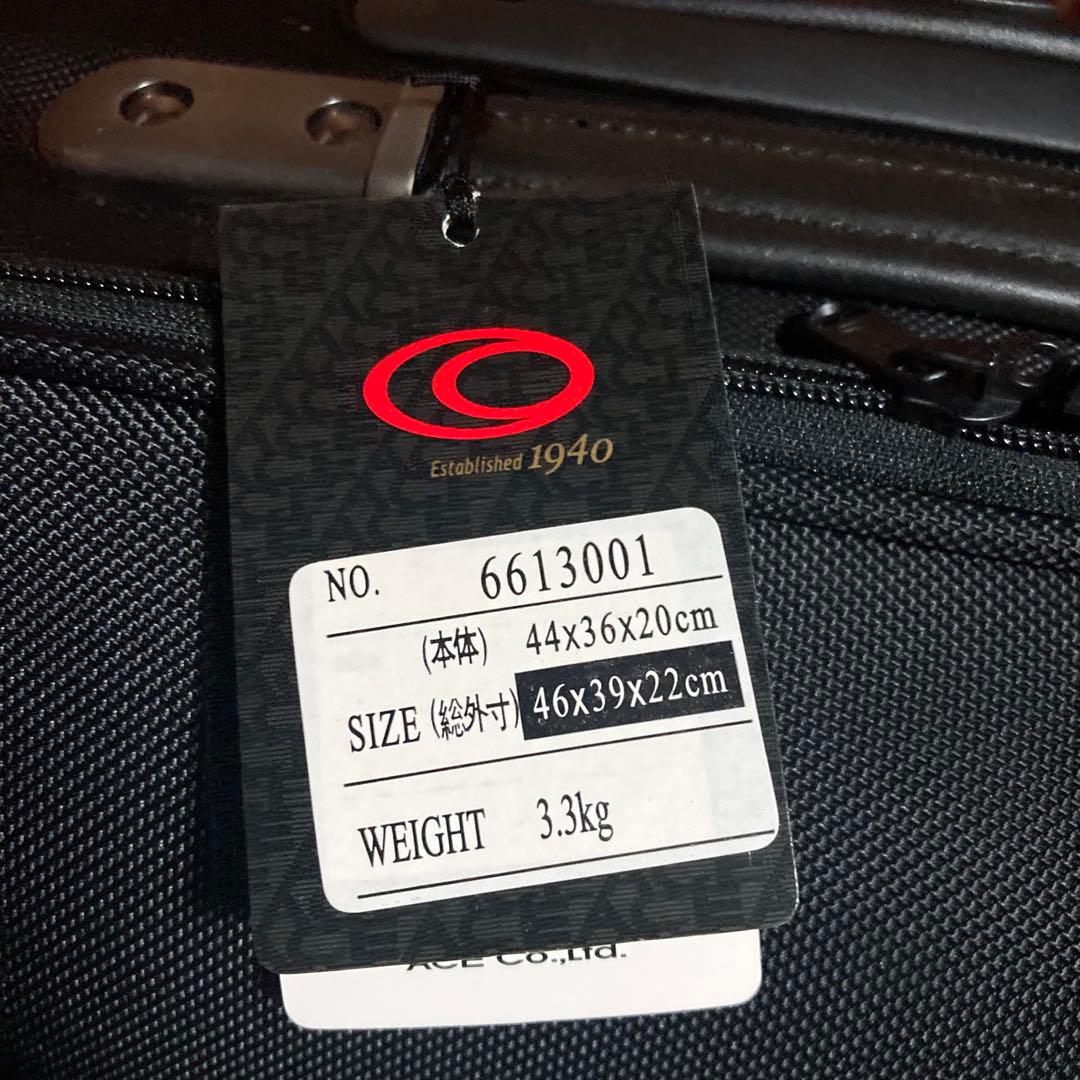 Established 1940
NO. 6613001
(本体) 44x36x20cm
SIZE (総外寸) 46x39x22cm
WEIGHT 3.3kg
ACE Co.,Ltd.